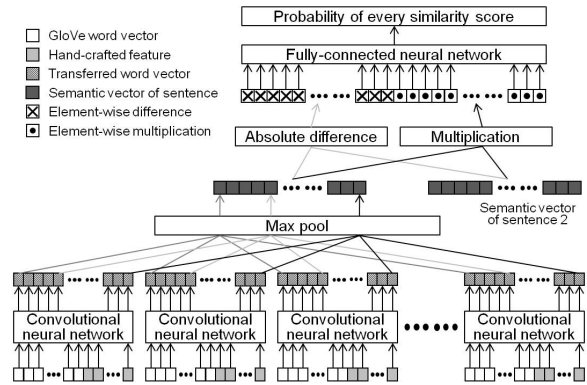 Probability of every similarity score
GloVe word vector
Hand-crafted feature
Transferred word vector
Semantic vector of sentence
Element-wise difference
Element-wise multiplication
Fully-connected neural network
Absolute difference
Multiplication
Semantic vector
of sentence 2
Max pool
Convolutional
neural network
Convolutional
neural network
Convolutional
neural network
Convolutional
neural network